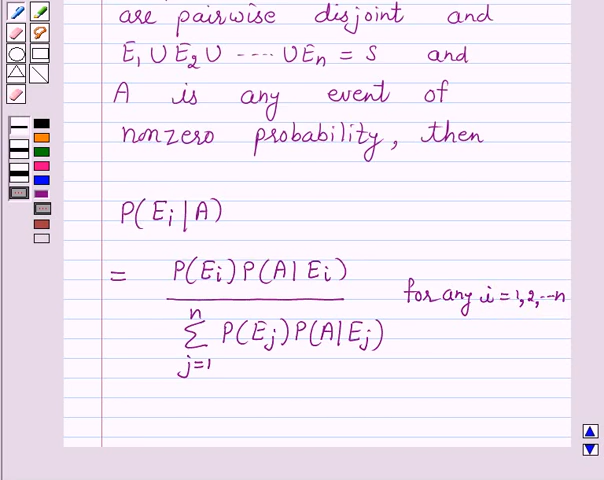 are pairwise disjoint and
E₁ ∪ E₂ ∪ ---- ∪ Eₙ = S and
A is any event of
nonzero probability, then
P(Eᵢ|A)
= P(Eᵢ)P(A|Eᵢ)
for any i = 1,2,--n
n
∑ P(Eⱼ)P(A|Eⱼ)
j=1